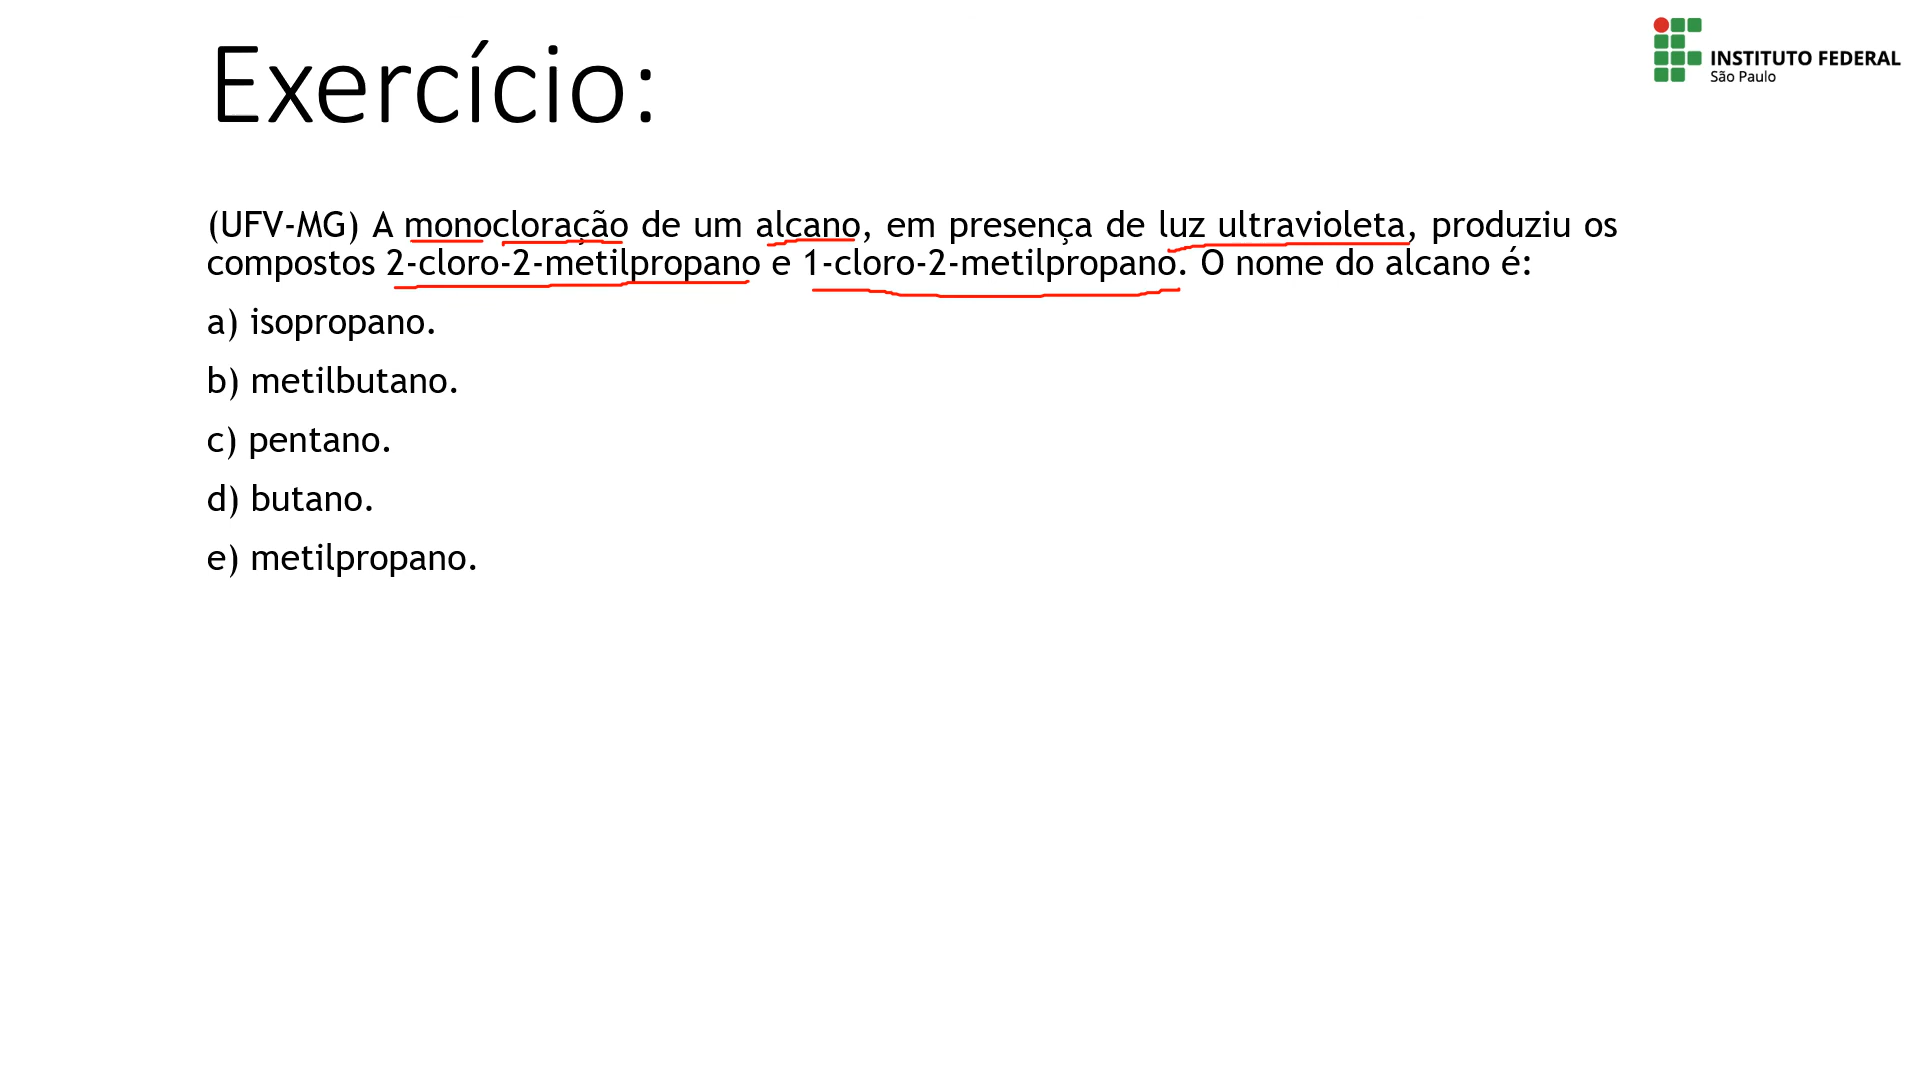 Exercício:
INSTITUTO FEDERAL
São Paulo
(UFV-MG) A monocloração de um alcano, em presença de luz ultravioleta, produziu os
compostos 2-cloro-2-metilpropano e 1-cloro-2-metilpropano. O nome do alcano é:
a) isopropano.
b) metilbutano.
c) pentano.
d) butano.
e) metilpropano.